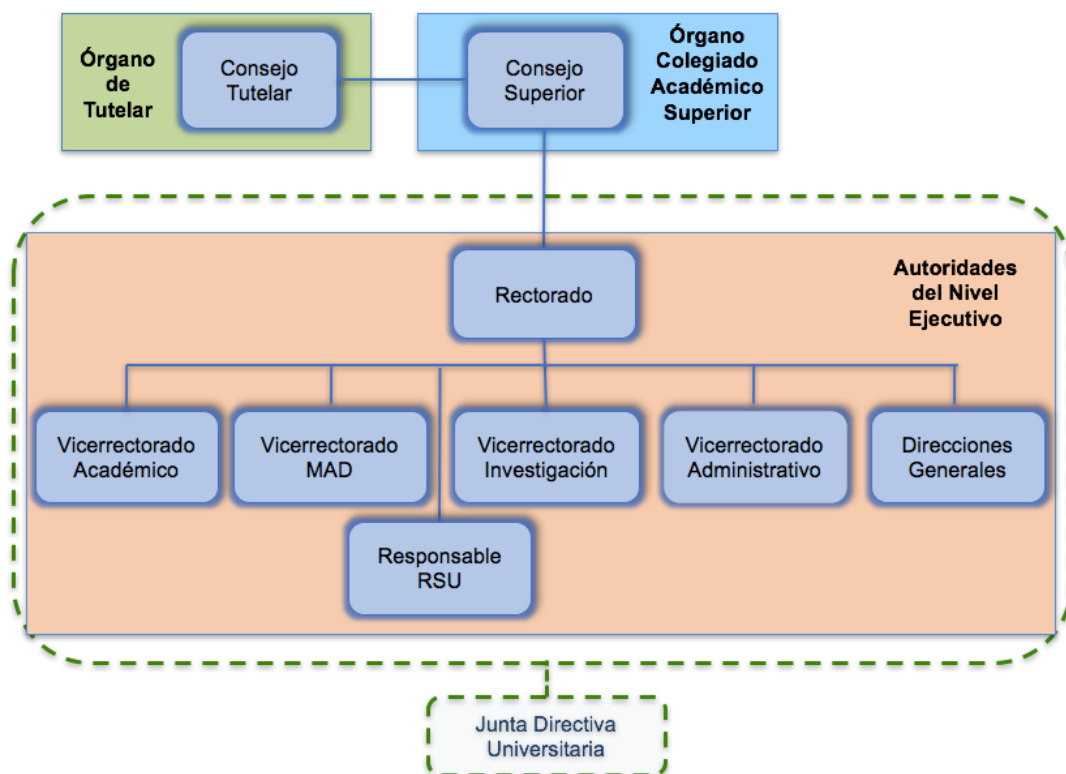 Órgano
de
Tutelar
Consejo
Tutelar
Consejo
Superior
Órgano
Colegiado
Académico
Superior
Rectorado
Autoridades
del Nivel
Ejecutivo
Vicerrectorado
Académico
Vicerrectorado
MAD
Vicerrectorado
Investigación
Vicerrectorado
Administrativo
Direcciones
Generales
Responsable
RSU
Junta Directiva
Universitaria